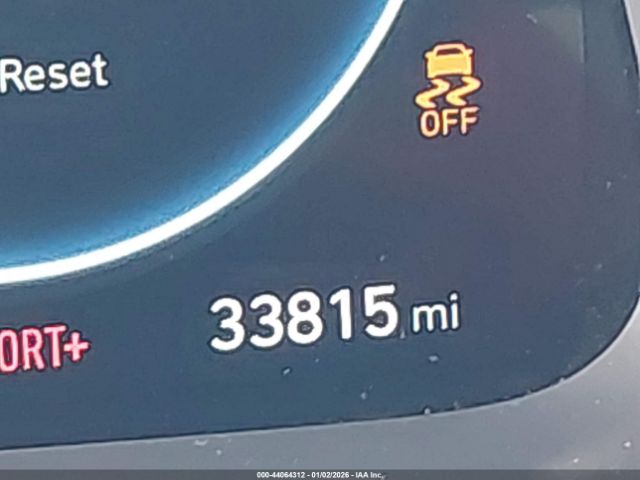 Reset
OFF
33815 mi
ORT+
000-44064312 - 01/02/2026 - IAA Inc.